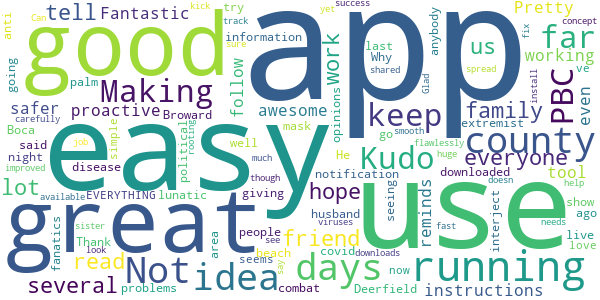 anti
tell
Fantastic
try
kick
Can
yet
success
track
sure
good
app
Pretty
fix
concept
going
palm
information
us
last
Why
shared
anybody
far
Making
work
Glad
spread
working
install
ve
safer
proactive
Broward
follow
awesome
keep
family
PBC
even
Boca
simple
rooting
mask
opinions
go
smooth
extremist
carefully
said
night
job
easy
political
well
He
county
Kudo
flawlessly
huge
everyone
Exposure
lot
disease
much
notification
downloaded
tool
improved
available
EVERYTHING
lunatic
though
giving
hope
seeing
reminds
doesn
help
use
show
ago
great
sister
husband
viruses
fast
interject
needs
fanatics
Thank
look
area
people
see
friend
live
love
read
Not
idea
seems
say
beach
covid
downloads
days
now
running
several
problems
combat
Deerfield
instructions